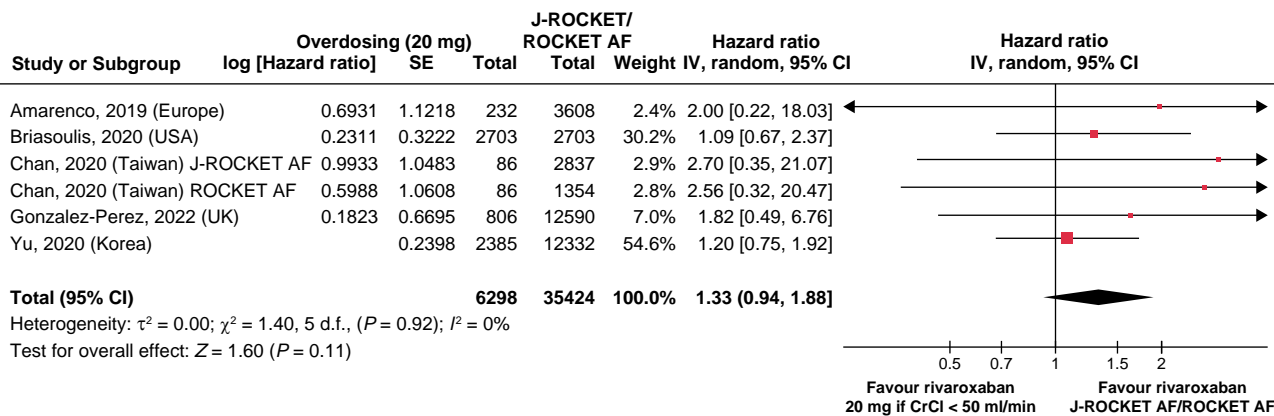 J-ROCKET/
Overdosing (20 mg) ROCKET AF Hazard ratio Hazard ratio
Study or Subgroup log [Hazard ratio] SE Total Total Weight IV, random, 95% CI IV, random, 95% CI
Amarenco, 2019 (Europe) 0.6931 1.1218 232 3608 2.4% 2.00 [0.22, 18.03]
Briasoulis, 2020 (USA) 0.2311 0.3222 2703 2703 30.2% 1.09 [0.67, 2.37]
Chan, 2020 (Taiwan) J-ROCKET AF 0.9933 1.0483 86 2837 2.9% 2.70 [0.35, 21.07]
Chan, 2020 (Taiwan) ROCKET AF 0.5988 1.0608 86 1354 2.8% 2.56 [0.32, 20.47]
Gonzalez-Perez, 2022 (UK) 0.1823 0.6695 806 12590 7.0% 1.82 [0.49, 6.76]
Yu, 2020 (Korea) 0.2398 2385 12332 54.6% 1.20 [0.75, 1.92]
Total (95% CI) 6298 35424 100.0% 1.33 (0.94, 1.88]
Heterogeneity: τ² = 0.00; χ² = 1.40, 5 d.f., (P = 0.92); I² = 0%
Test for overall effect: Z = 1.60 (P = 0.11)
0.5 0.7 1 1.5 2
Favour rivaroxaban Favour rivaroxaban
20 mg if CrCl < 50 ml/min J-ROCKET AF/ROCKET AF